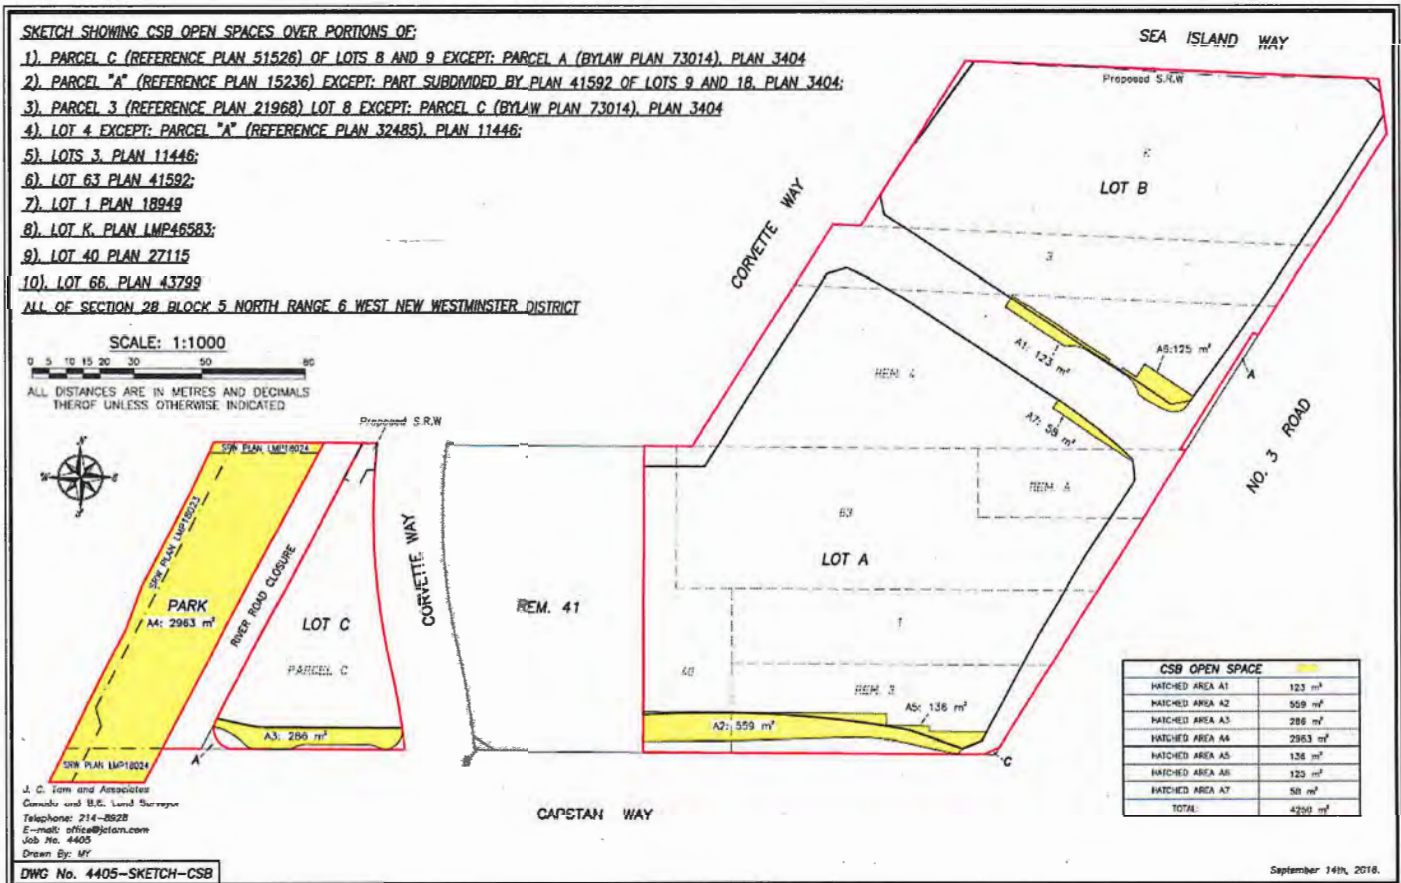 SKETCH SHOWING CSB OPEN SPACES OVER PORTIONS OF:
1). PARCEL C (REFERENCE PLAN 51526) OF LOTS 8 AND 9 EXCEPT: PARCEL A (BYLAW PLAN 73014), PLAN 3404
2). PARCEL "A" (REFERENCE PLAN 15236) EXCEPT: PART SUBDIVIDED BY PLAN 41592 OF LOTS 9 AND 18, PLAN 3404;
3). PARCEL 3 (REFERENCE PLAN 21968) LOT 8 EXCEPT: PARCEL C (BYLAW PLAN 73014), PLAN 3404
4). LOT 4 EXCEPT: PARCEL "A" (REFERENCE PLAN 32485), PLAN 11446;
5). LOTS 3, PLAN 11446;
6). LOT 63 PLAN 41592;
7). LOT 1 PLAN 18949
8). LOT K, PLAN LMP46583;
9). LOT 40 PLAN 27115
10). LOT 66, PLAN 43799
ALL OF SECTION 28 BLOCK 5 NORTH RANGE 6 WEST NEW WESTMINSTER DISTRICT
SCALE: 1:1000
0 5 10 15 20 30 50 80
ALL DISTANCES ARE IN METRES AND DECIMALS
THEROF UNLESS OTHERWISE INDICATED
SEA ISLAND WAY
Proposed S.R.W
LOT B
3
CORVETTE WAY
A1: 123 m²
A6:125 m²
REM. 4
A7: 58 m²
A
NO. 3 ROAD
Proposed S.R.W
SRW PLAN LMP18024
SRW PLAN LMP18023
REM. A
63
LOT A
CORVETTE WAY
REM. 41
RIVER ROAD CLOSURE
PARK
A4: 2963 m²
LOT C
PARCEL C
1
40
REM. 3
A5: 136 m²
A2: 559 m²
A3: 286 m²
A
C
SRW PLAN LMP18024
CAPSTAN WAY
CSB OPEN SPACE
HATCHED AREA A1 123 m²
HATCHED AREA A2 559 m²
HATCHED AREA A3 286 m²
HATCHED AREA A4 2963 m²
HATCHED AREA A5 136 m²
HATCHED AREA A6 125 m²
HATCHED AREA A7 58 m²
TOTAL: 4250 m²
J. C. Tam and Associates
Canada and B.C. Land Surveyor
Telephone: 214-8928
E-mail: office@jctam.com
Job No. 4405
Drawn By: MY
DWG No. 4405-SKETCH-CSB
September 14th, 2016.